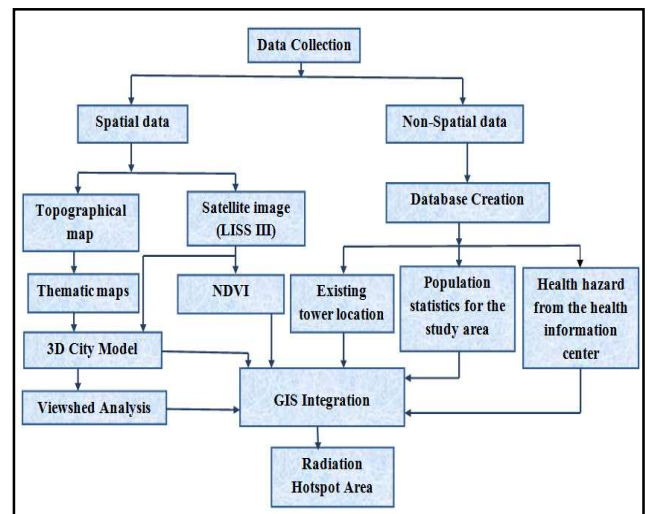 Data Collection
Spatial data
Non-Spatial data
Topographical
map
Satellite image
(LISS III)
Database Creation
Thematic maps
NDVI
Existing
tower location
Population
statistics for the
study area
Health hazard
from the health
information
center
3D City Model
Viewshed Analysis
GIS Integration
Radiation
Hotspot Area